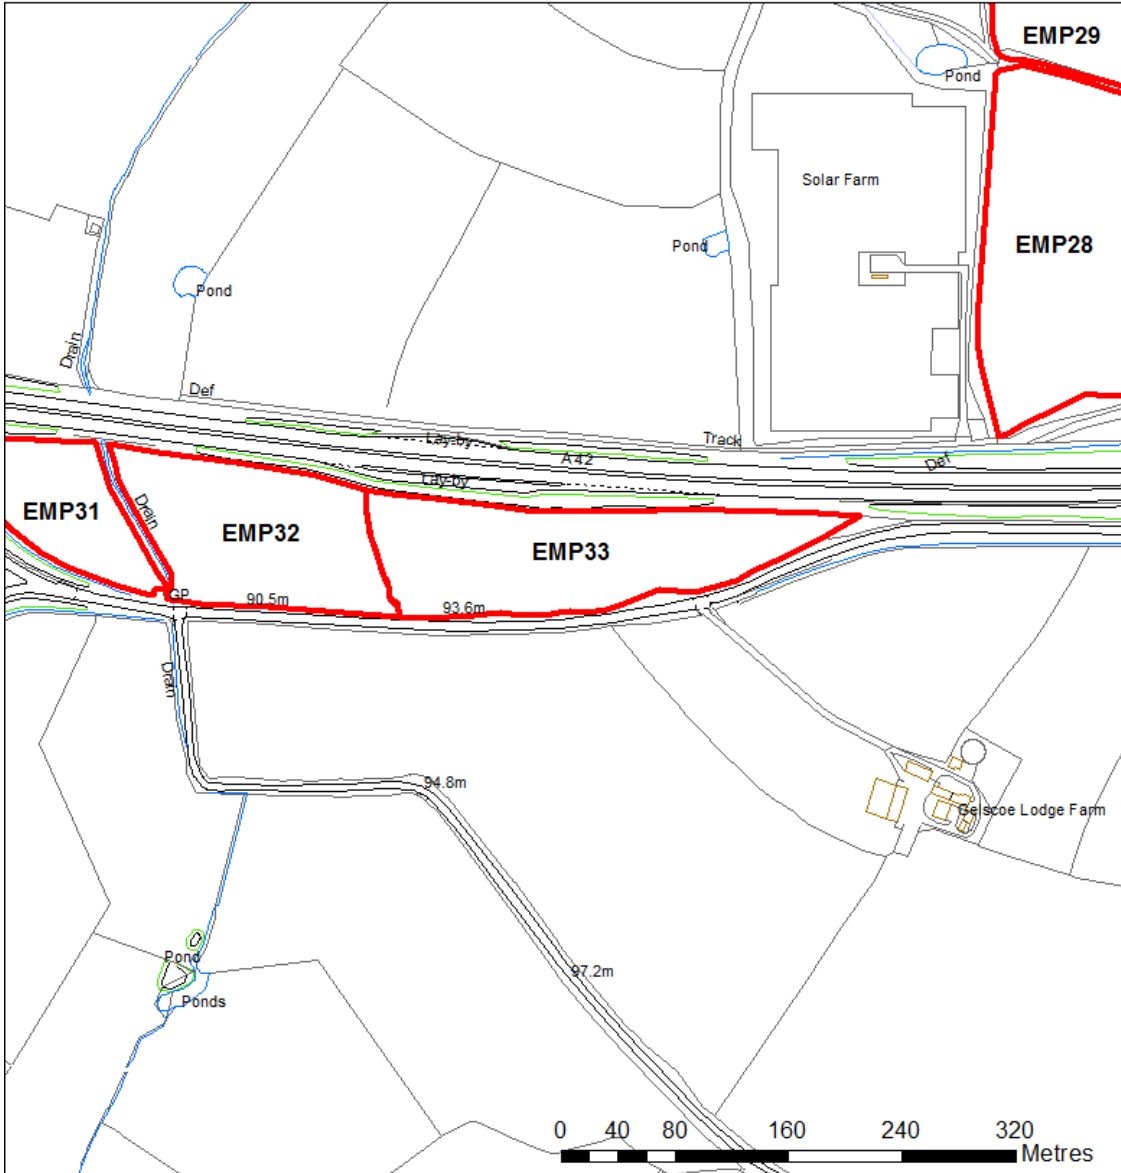 EMP29
Pond
Solar Farm
Pond
EMP28
Pond
Drain
Def
Lay-by
Track
A 42
Def
Lay-by
EMP31
Drain
EMP32
EMP33
GP
90.5m
93.6m
Drain
94.8m
Gelscoe Lodge Farm
Pond
97.2m
Ponds
0 40 80 160 240 320
Metres